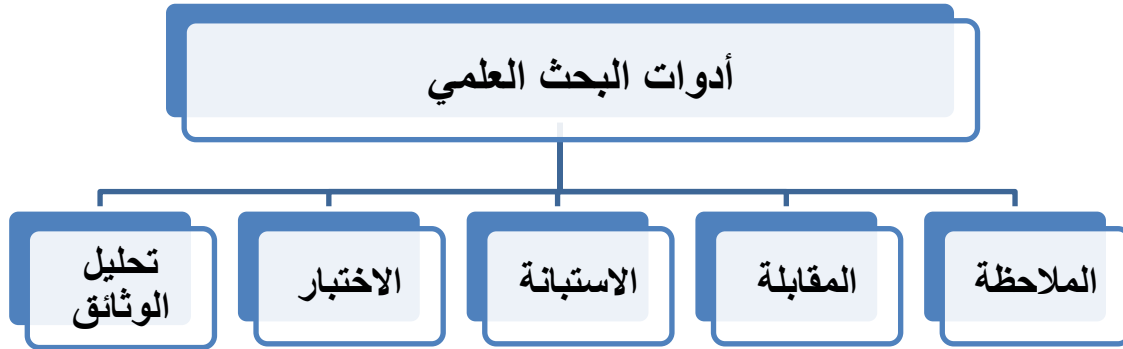 أدوات البحث العلمي
الملاحظة
المقابلة
الاستبانة
الاختبار
تحليل
الوثائق